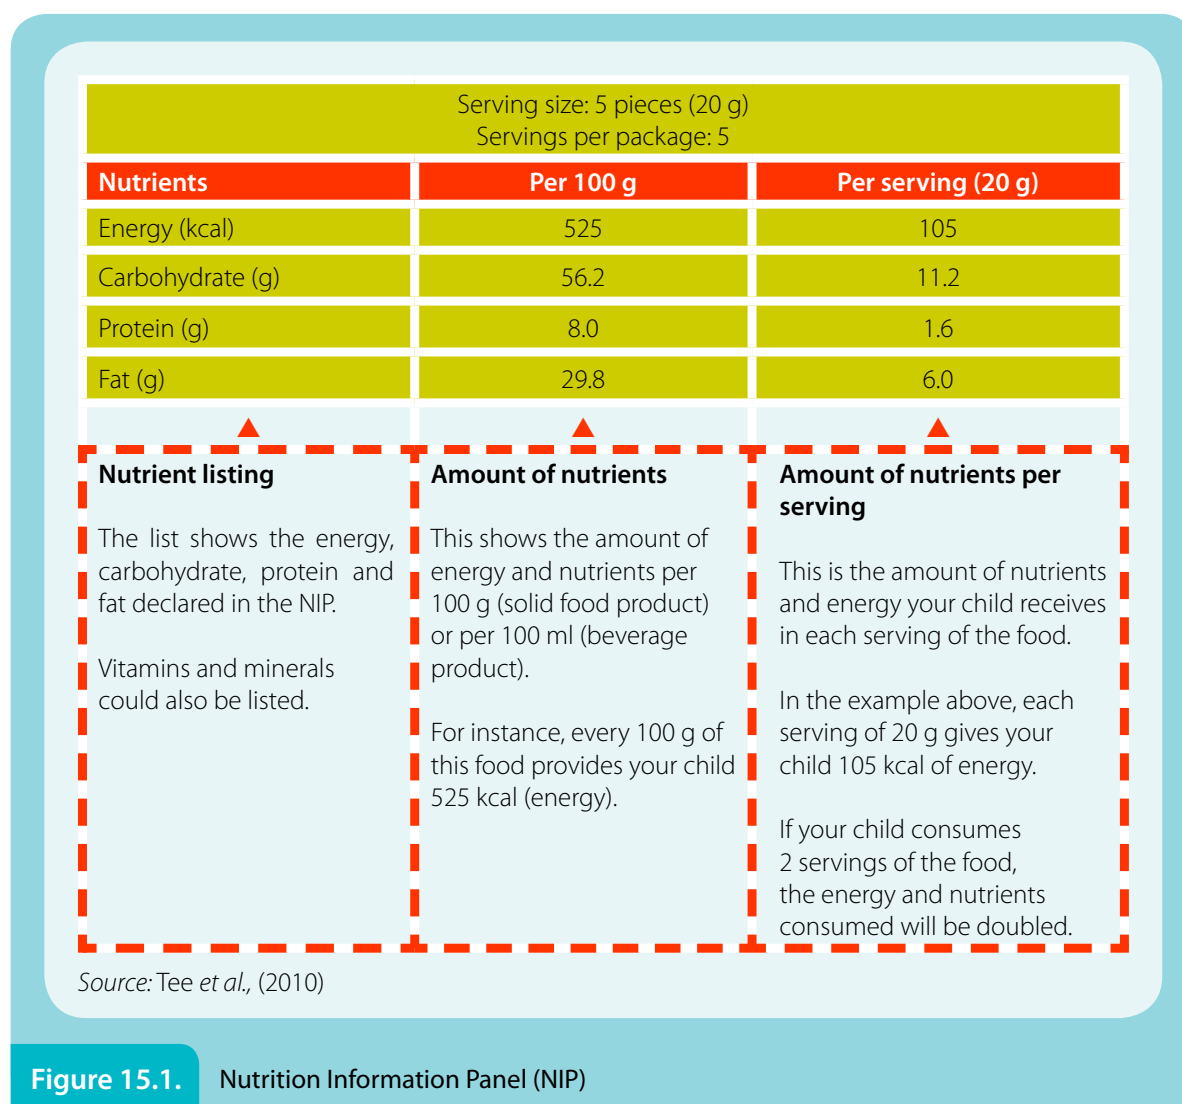 Serving size: 5 pieces (20 g)
Servings per package: 5
Nutrients Per 100 g Per serving (20 g)
Energy (kcal) 525 105
Carbohydrate (g) 56.2 11.2
Protein (g) 8.0 1.6
Fat (g) 29.8 6.0
Nutrient listing
The list shows the energy,
carbohydrate, protein and
fat declared in the NIP.
Vitamins and minerals
could also be listed.
Amount of nutrients
This shows the amount of
energy and nutrients per
100 g (solid food product)
or per 100 ml (beverage
product).
For instance, every 100 g of
this food provides your child
525 kcal (energy).
Amount of nutrients per
serving
This is the amount of nutrients
and energy your child receives
in each serving of the food.
In the example above, each
serving of 20 g gives your
child 105 kcal of energy.
If your child consumes
2 servings of the food,
the energy and nutrients
consumed will be doubled.
Source: Tee et al., (2010)
Figure 15.1. Nutrition Information Panel (NIP)